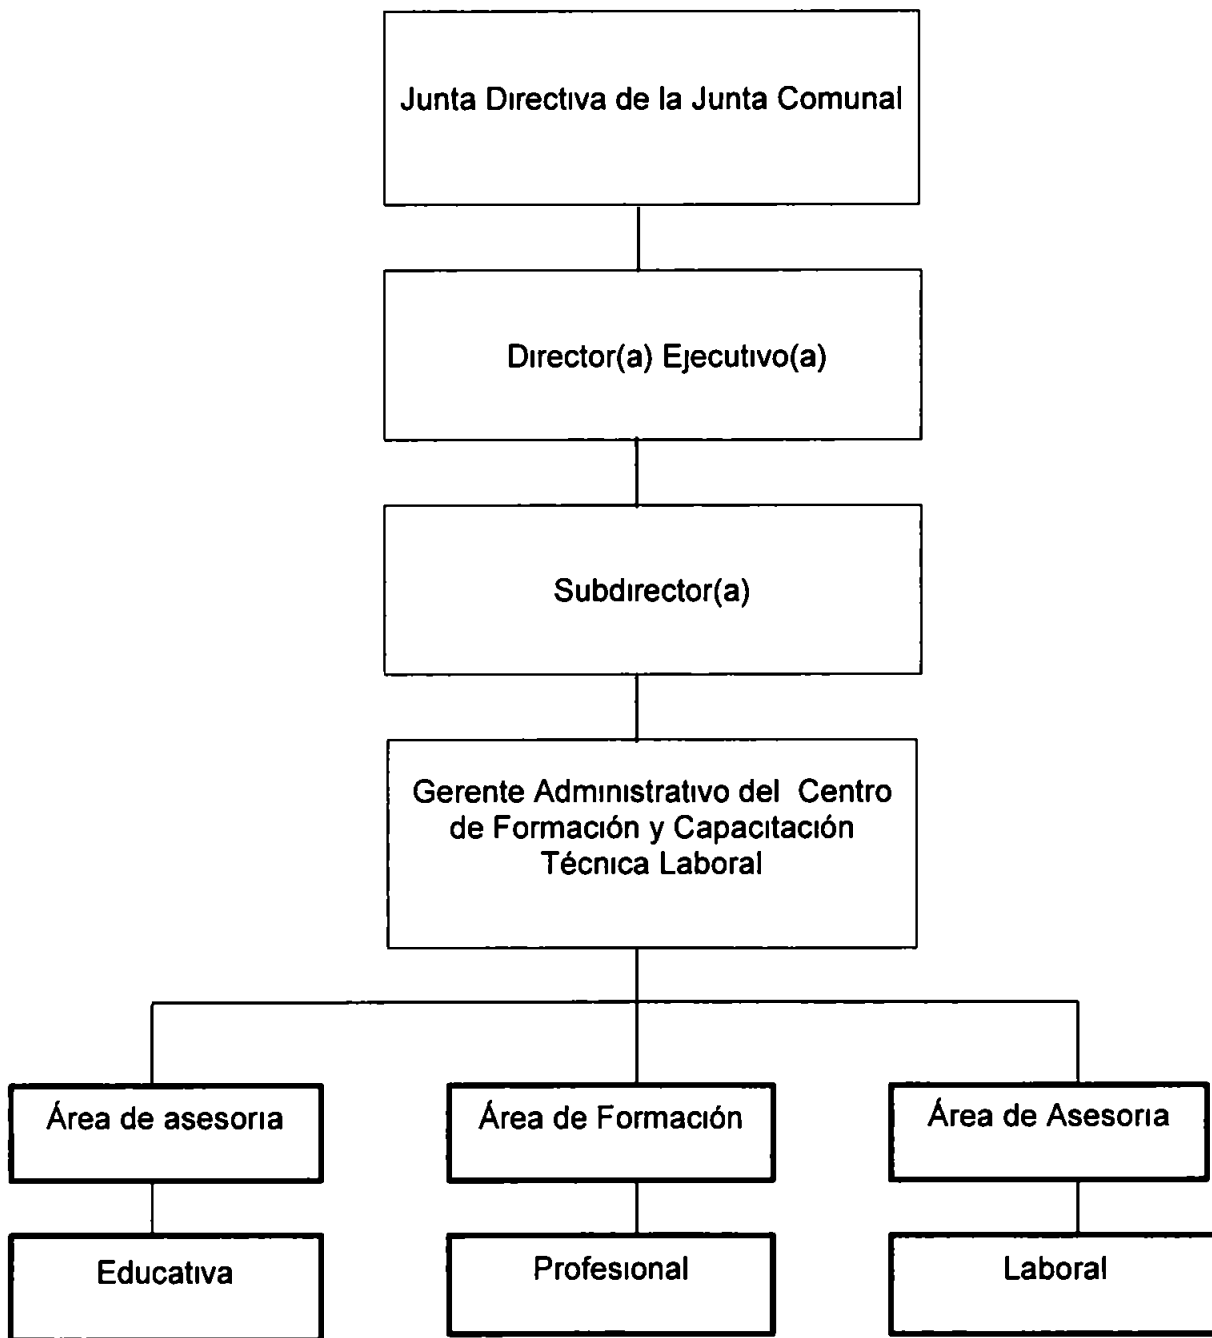 Junta Directiva de la Junta Comunal
Director(a) Ejecutivo(a)
Subdirector(a)
Gerente Administrativo del Centro
de Formación y Capacitación
Técnica Laboral
Área de asesoria
Área de Formación
Área de Asesoria
Educativa
Profesional
Laboral